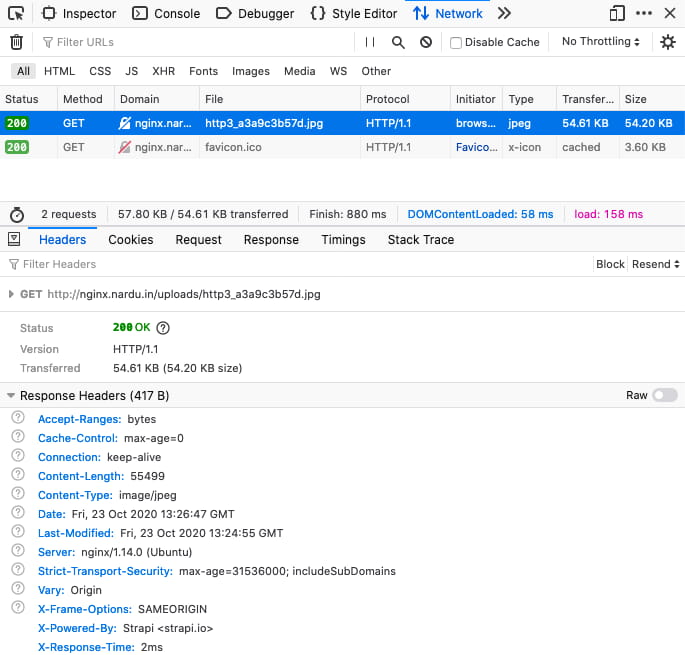 Inspector Console Debugger Style Editor Network
Filter URLs Disable Cache No Throttling
All HTML CSS JS XHR Fonts Images Media WS Other
Status Method Domain File Protocol Initiator Type Transfer... Size
200 GET nginx.nar... http3_a3a9c3b57d.jpg HTTP/1.1 brows... jpeg 54.61 KB 54.20 KB
200 GET nginx.nar... favicon.ico HTTP/1.1 Favico... x-icon cached 3.60 KB
2 requests 57.80 KB / 54.61 KB transferred Finish: 880 ms DOMContentLoaded: 58 ms load: 158 ms
Headers Cookies Request Response Timings Stack Trace
Filter Headers Block Resend
GET http://nginx.nardu.in/uploads/http3_a3a9c3b57d.jpg
Status 200 OK ?
Version HTTP/1.1
Transferred 54.61 KB (54.20 KB size)
Response Headers (417 B) Raw
? Accept-Ranges: bytes
? Cache-Control: max-age=0
? Connection: keep-alive
? Content-Length: 55499
? Content-Type: image/jpeg
? Date: Fri, 23 Oct 2020 13:26:47 GMT
? Last-Modified: Fri, 23 Oct 2020 13:24:55 GMT
? Server: nginx/1.14.0 (Ubuntu)
? Strict-Transport-Security: max-age=31536000; includeSubDomains
? Vary: Origin
? X-Frame-Options: SAMEORIGIN
X-Powered-By: Strapi <strapi.io>
X-Response-Time: 2ms